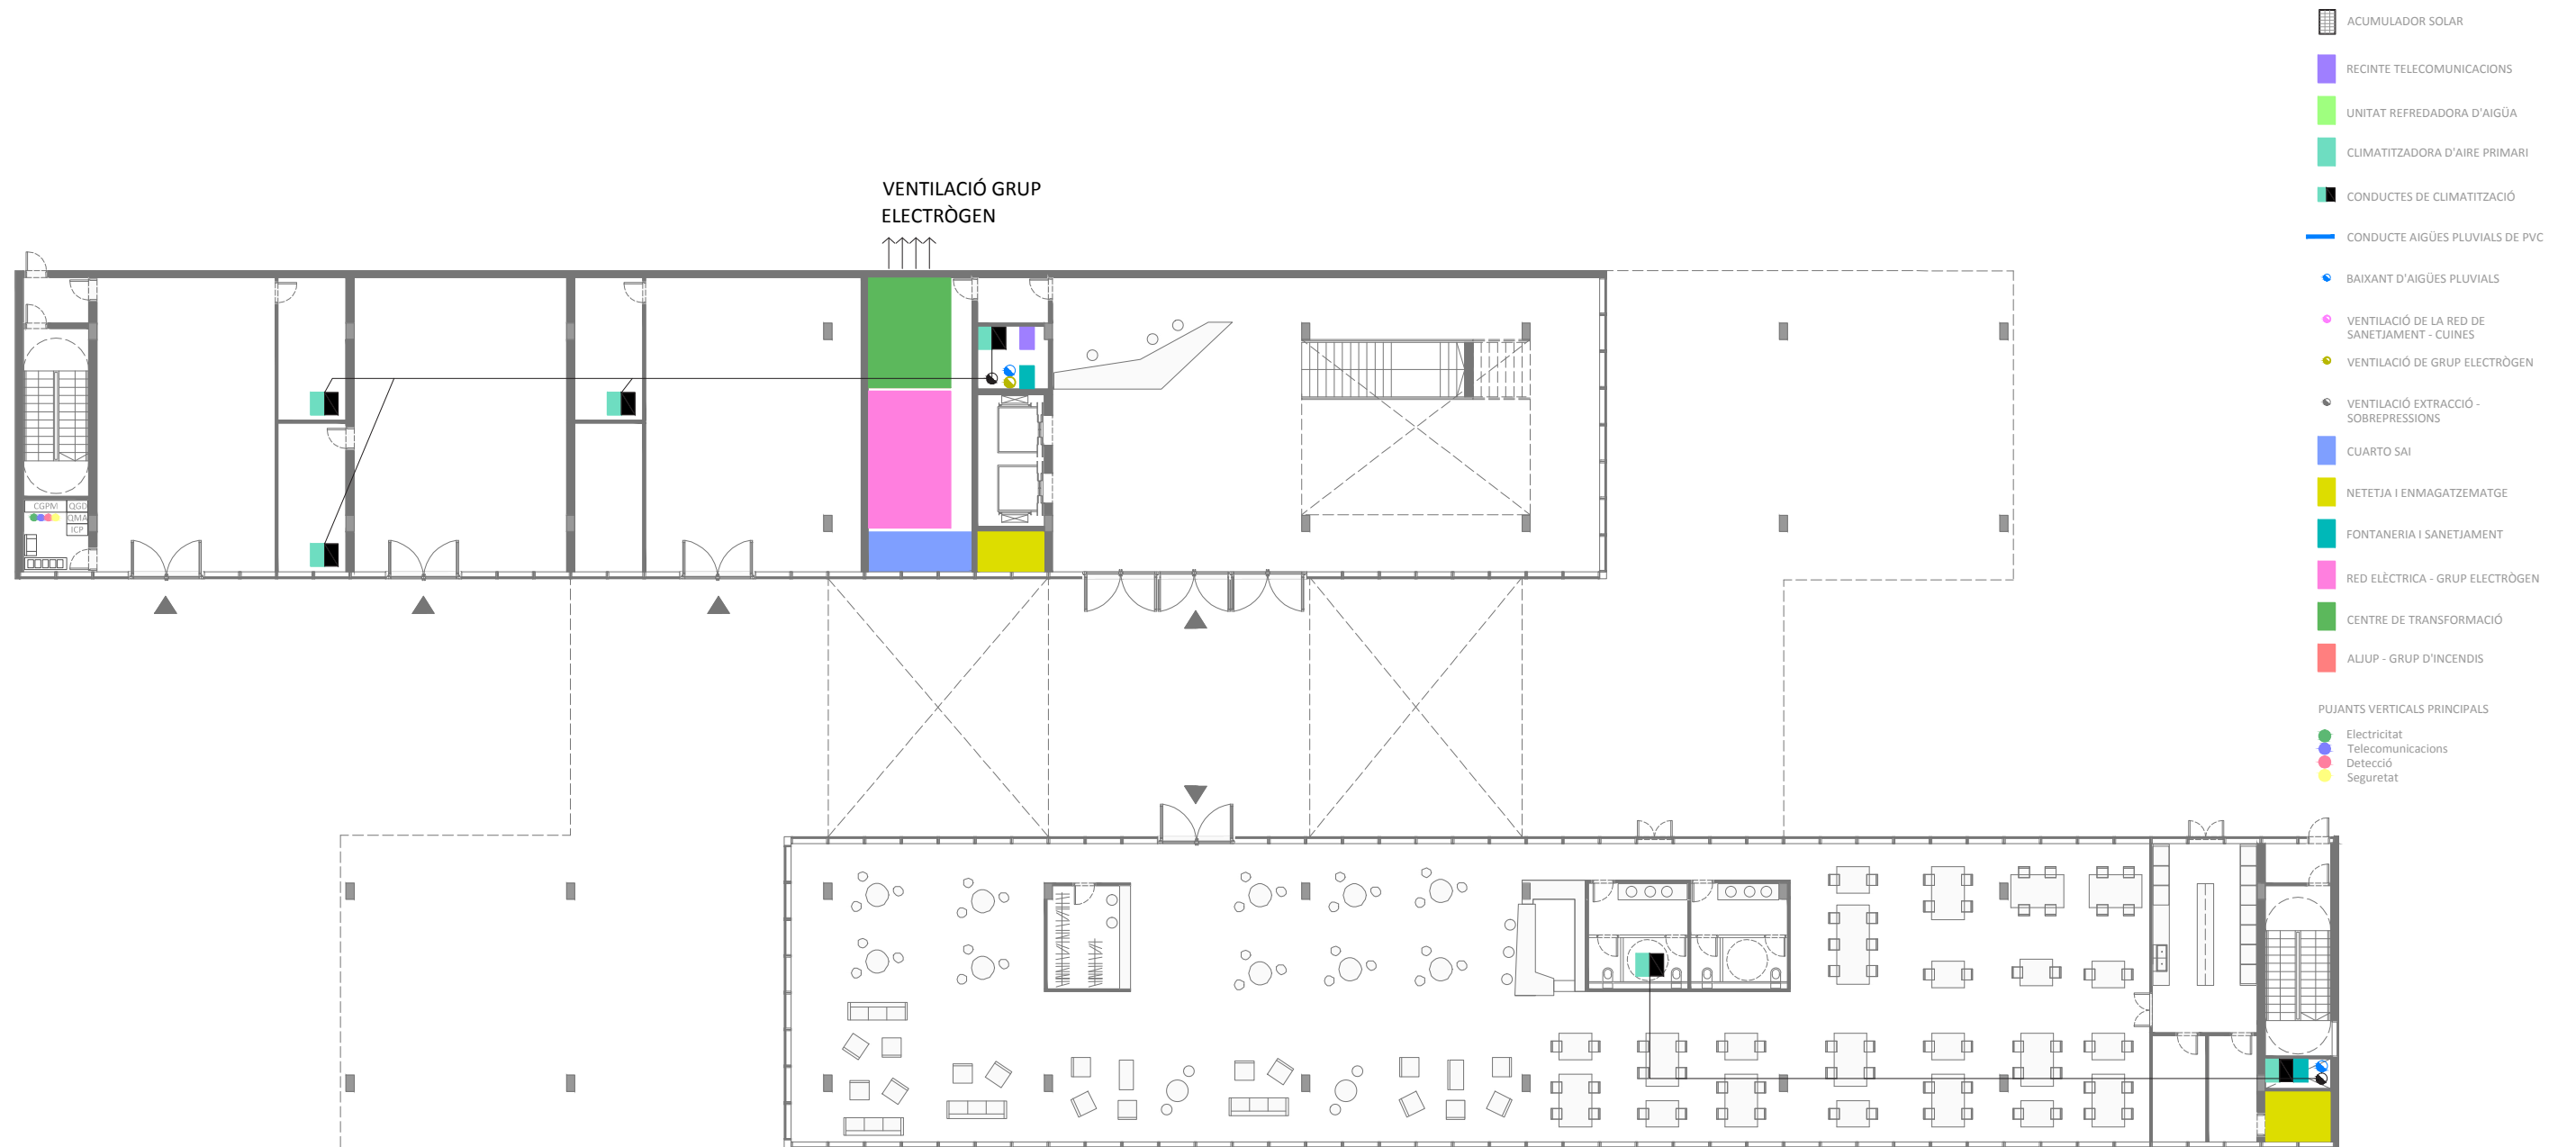 ACUMULADOR SOLAR
RECINTE TELECOMUNICACIONS
UNITAT REFREDADORA D'AIGÜA
CLIMATITZADORA D'AIRE PRIMARI
CONDUCTES DE CLIMATITZACIÓ
CONDUCTE AIGÜES PLUVIALS DE PVC
BAIXANT D'AIGÜES PLUVIALS
VENTILACIÓ DE LA RED DE
SANETJAMENT - CUINES
VENTILACIÓ DE GRUP ELECTRÒGEN
VENTILACIÓ EXTRACCIÓ -
SOBREPRESSIONS
CUARTO SAI
NETETJA I ENMAGATZEMATGE
FONTANERIA I SANETJAMENT
RED ELÈCTRICA - GRUP ELECTRÒGEN
CENTRE DE TRANSFORMACIÓ
ALJUP - GRUP D'INCENDIS
PUJANTS VERTICALS PRINCIPALS
Electricitat
Telecomunicacions
Detecció
Seguretat
VENTILACIÓ GRUP
ELECTRÒGEN
CGPM QGD
QMA
ICP